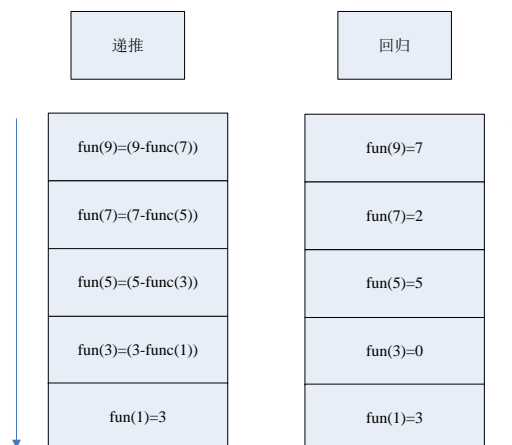 递推
回归
fun(9)=(9-func(7))
fun(7)=(7-func(5))
fun(5)=(5-func(3))
fun(3)=(3-func(1))
fun(1)=3
fun(9)=7
fun(7)=2
fun(5)=5
fun(3)=0
fun(1)=3